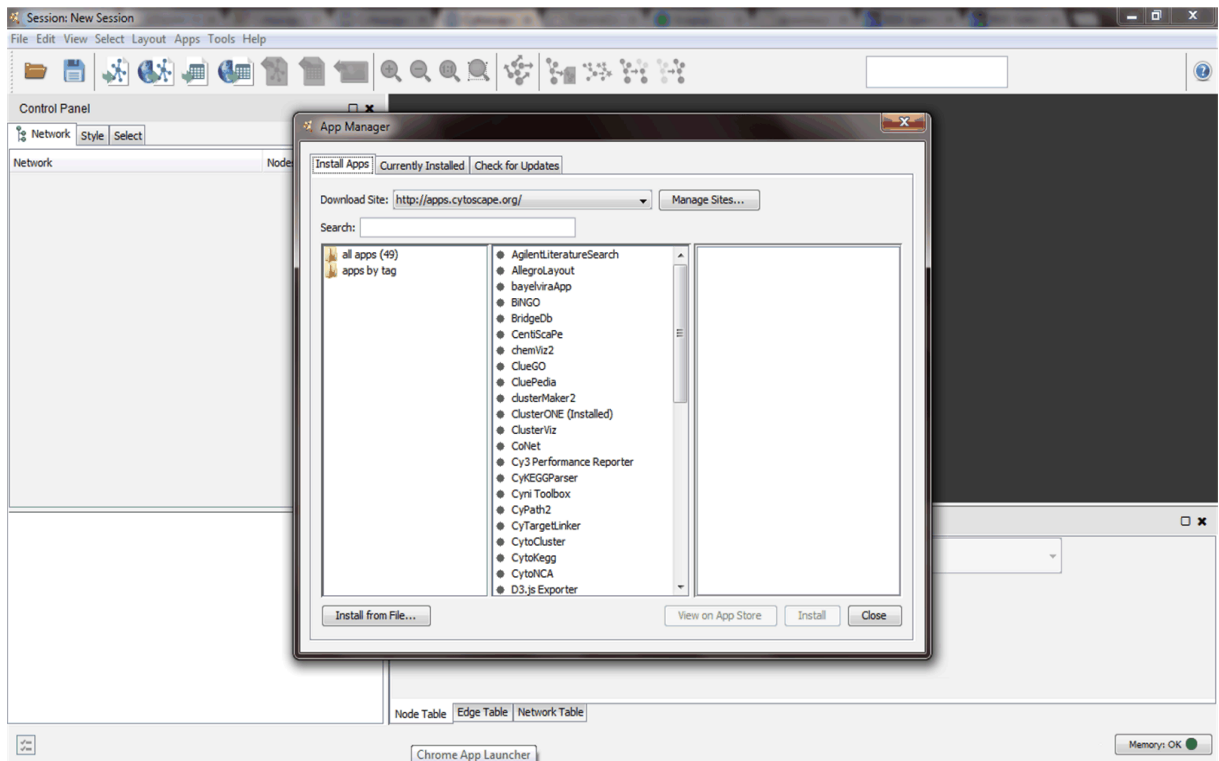 Session: New Session
File Edit View Select Layout Apps Tools Help
Control Panel
Network Style Select
Network Node
App Manager
Install Apps Currently Installed Check for Updates
Download Site: http://apps.cytoscape.org/ Manage Sites...
Search:
all apps (49)
apps by tag
AgilentLiteratureSearch
AllegroLayout
bayelviraApp
BiNGO
BridgeDb
CentiScaPe
chemViz2
ClueGO
CluePedia
clusterMaker2
ClusterONE (Installed)
ClusterViz
CoNet
Cy3 Performance Reporter
CyKEGGParser
Cyni Toolbox
CyPath2
CyTargetLinker
CytoCluster
CytoKegg
CytoNCA
D3.js Exporter
Install from File... View on App Store Install Close
Node Table Edge Table Network Table
Memory: OK
Chrome App Launcher